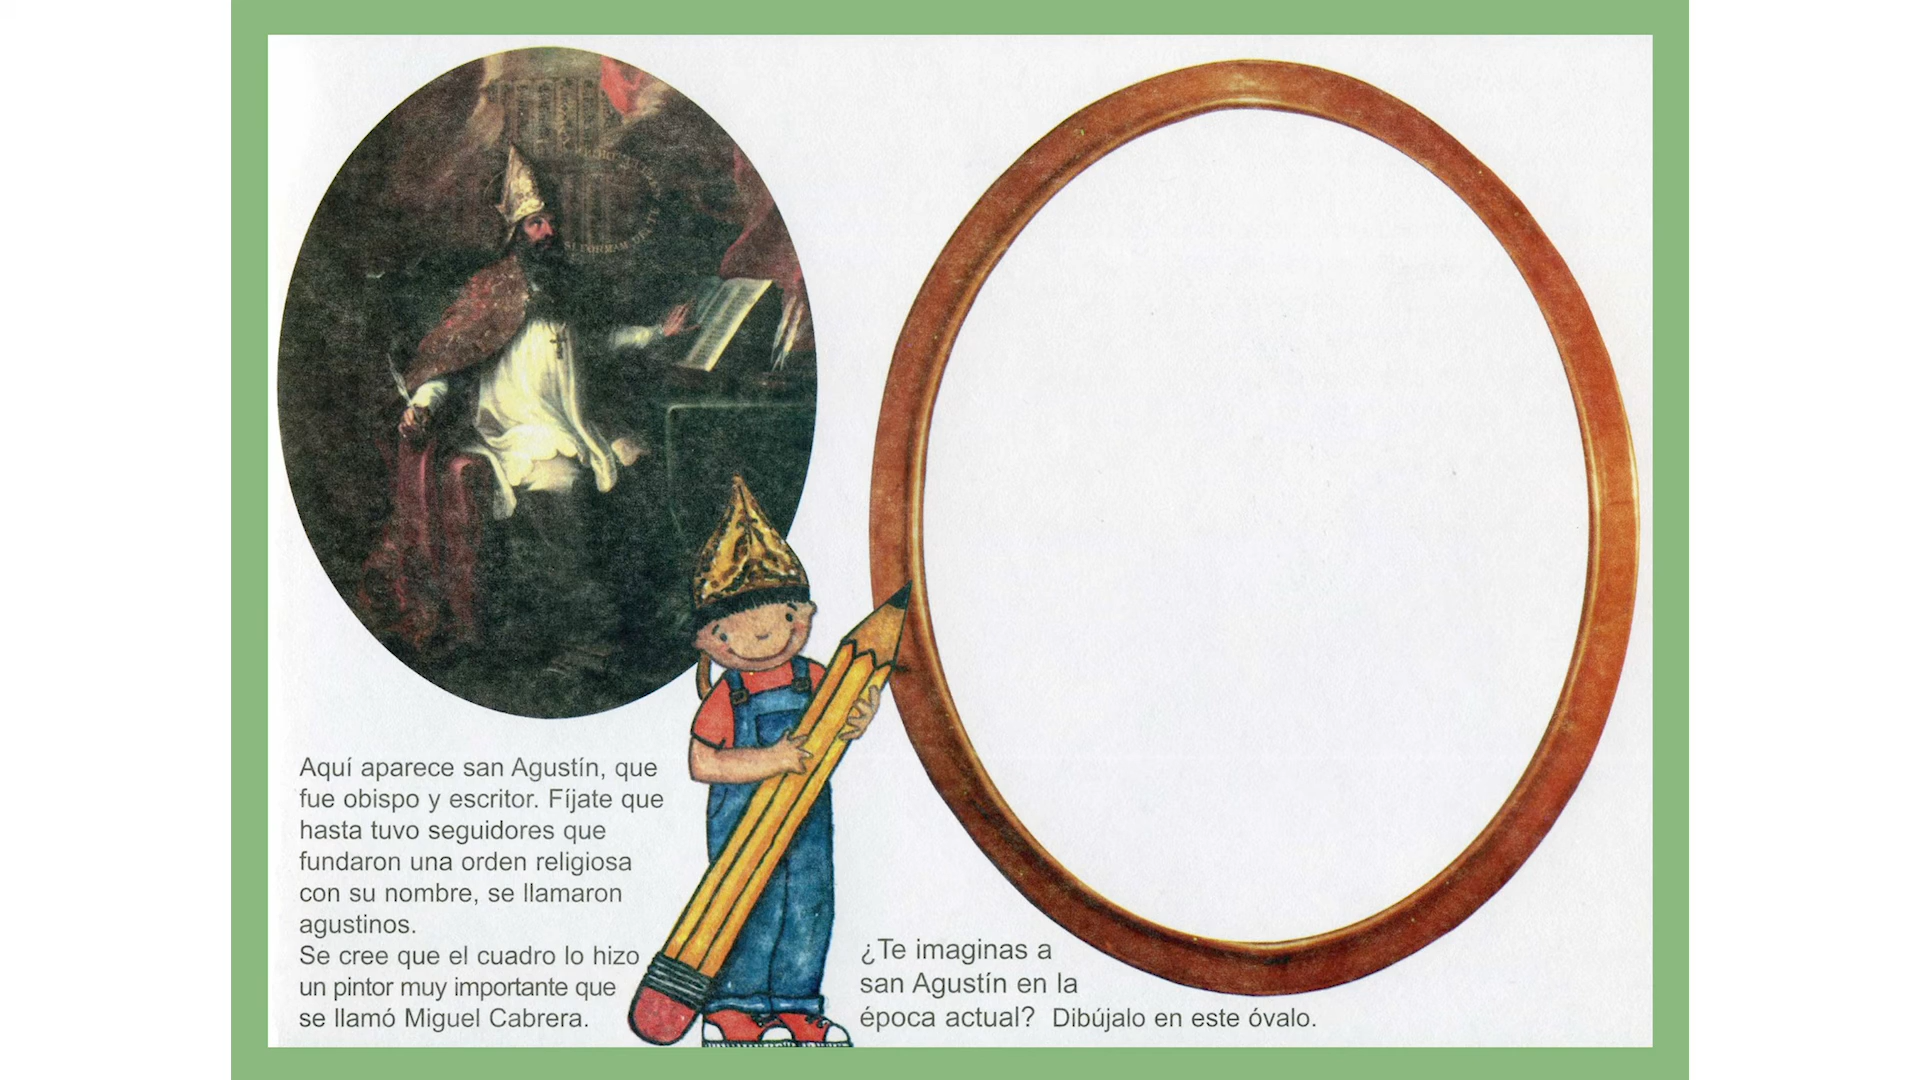 Aquí aparece san Agustín, que
fue obispo y escritor. Fíjate que
hasta tuvo seguidores que
fundaron una orden religiosa
con su nombre, se llamaron
agustinos.
Se cree que el cuadro lo hizo
un pintor muy importante que
se llamó Miguel Cabrera.
¿Te imaginas a
san Agustín en la
época actual? Dibújalo en este óvalo.